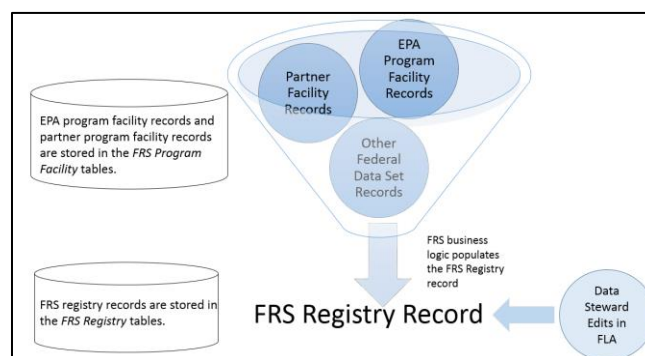 EPA
Program
Facility
Records
Partner
Facility
Records
Other
Federal
Data Set
Records
EPA program facility records and
partner program facility records
are stored in the FRS Program
Facility tables.
FRS business
logic populates
the FRS Registry
record
FRS registry records are stored in
the FRS Registry tables.
FRS Registry Record
Data
Steward
Edits in
FLA